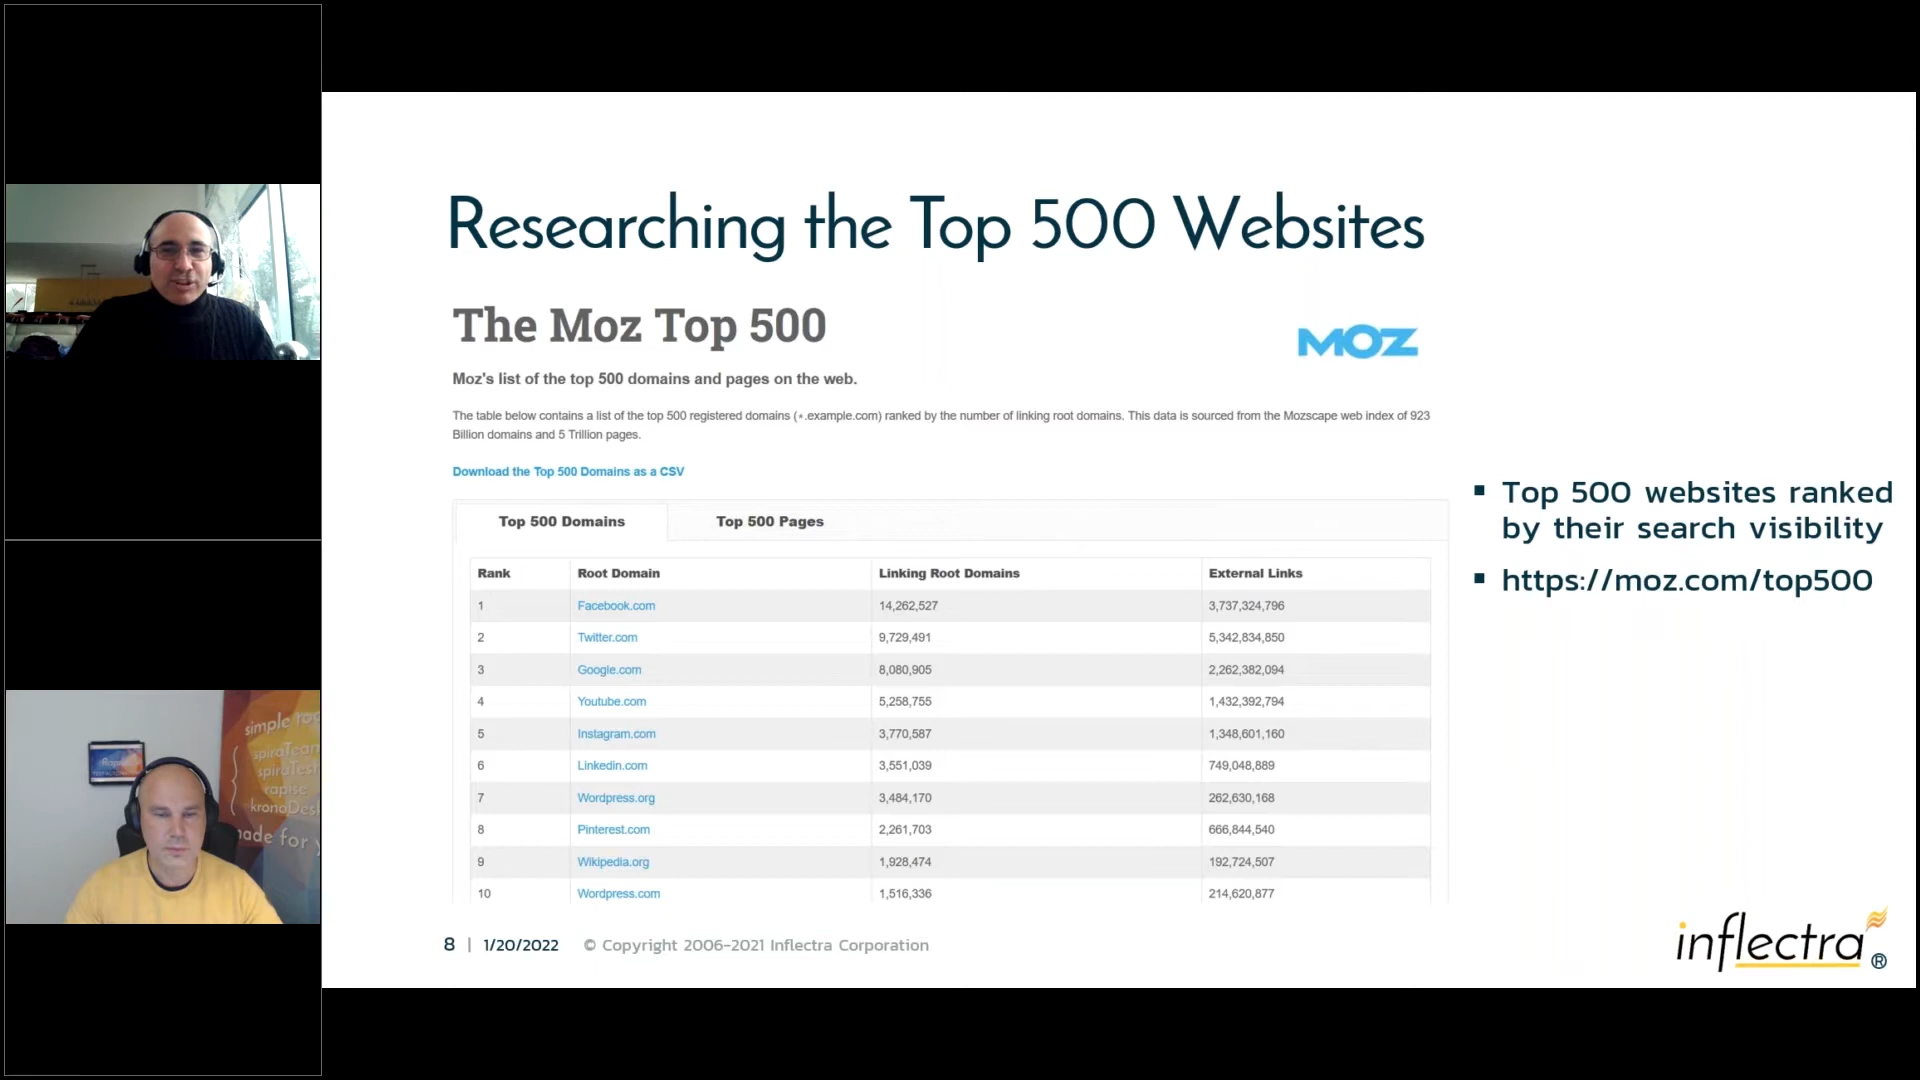 Researching the Top 500 Websites
The Moz Top 500
MOZ
Moz's list of the top 500 domains and pages on the web.
The table below contains a list of the top 500 registered domains (*.example.com) ranked by the number of linking root domains. This data is sourced from the Mozscape web index of 923
Billion domains and 5 Trillion pages.
Download the Top 500 Domains as a CSV
Top 500 Domains Top 500 Pages
Rank Root Domain Linking Root Domains External Links
1 Facebook.com 14,262,527 3,737,324,796
2 Twitter.com 9,729,491 5,342,834,850
3 Google.com 8,080,905 2,262,382,094
4 Youtube.com 5,258,755 1,432,392,794
5 Instagram.com 3,770,587 1,348,601,160
6 Linkedin.com 3,551,039 749,048,889
7 Wordpress.org 3,484,170 262,630,168
8 Pinterest.com 2,261,703 666,844,540
9 Wikipedia.org 1,928,474 192,724,507
10 Wordpress.com 1,516,336 214,620,877
▪ Top 500 websites ranked
by their search visibility
▪ https://moz.com/top500
8 | 1/20/2022 © Copyright 2006-2021 Inflectra Corporation
inflectra®
simple
spiraTeam
spiraTest
rapise
kronoDes
made for